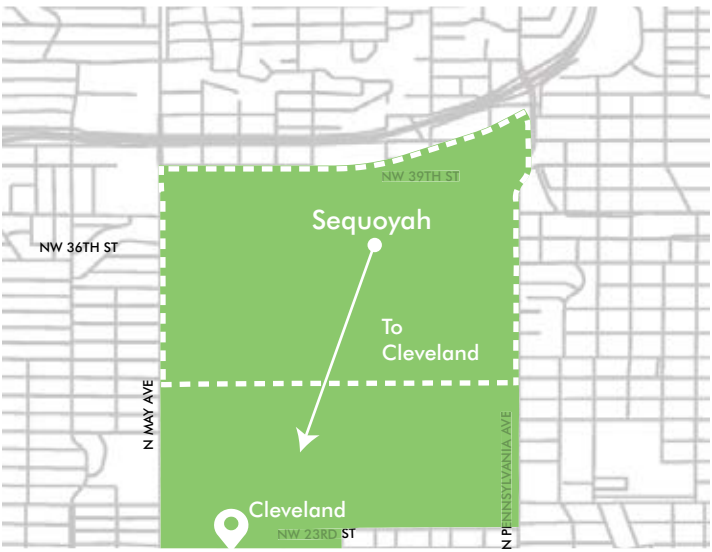 NW 39TH ST
Sequoyah
NW 36TH ST
To
Cleveland
N MAY AVE
N PENNSYLVANIA AVE
Cleveland
NW 23RD ST